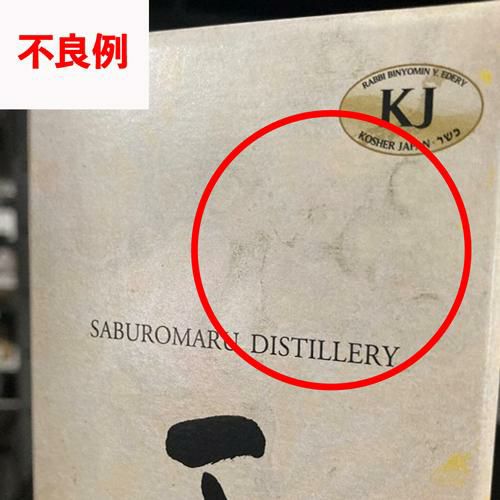 不良例
RABBI BINYOMIN Y. EDERY
KJ
KOSHER JAPAN · כשר
SABUROMARU DISTILLERY